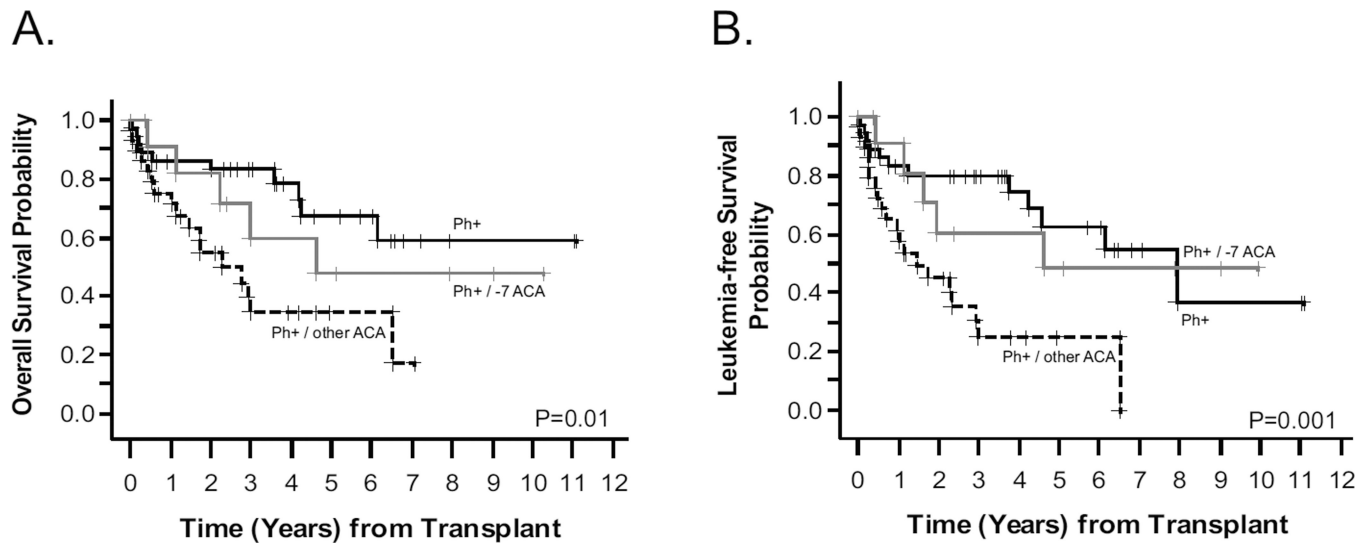 A.
Overall Survival Probability
1.0
0.8
0.6
0.4
0.2
0.0
Ph+
Ph+ / -7 ACA
Ph+ / other ACA
P=0.01
0 1 2 3 4 5 6 7 8 9 10 11 12
Time (Years) from Transplant
B.
Leukemia-free Survival
Probability
1.0
0.8
0.6
0.4
0.2
0.0
Ph+ / -7 ACA
Ph+
Ph+ / other ACA
P=0.001
0 1 2 3 4 5 6 7 8 9 10 11 12
Time (Years) from Transplant